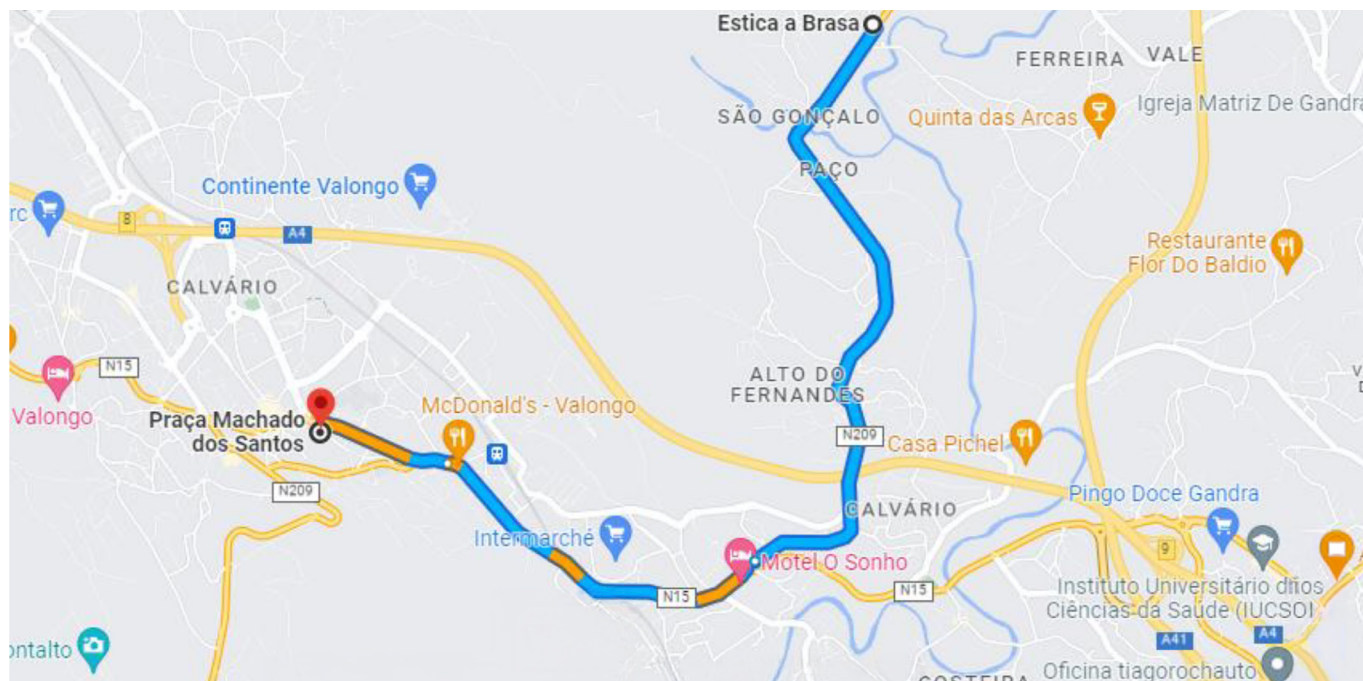 Estica a Brasa
FERREIRA
VALE
SÃO GONÇALO
Quinta das Arcas
Igreja Matriz De Gandra
PAÇO
Continente Valongo
rc
8
A4
Restaurante
Flor Do Baldio
CALVÁRIO
N15
Valongo
ALTO DO
FERNANDES
Praça Machado
dos Santos
McDonald's - Valongo
N209
Casa Pichel
N209
Pingo Doce Gandra
CALVÁRIO
Intermarché
9
Motel O Sonho
N15
N15
Instituto Universitário
Ciências da Saúde
A41
A4
ontalto
Oficina tiagorochauto
COSTEIRA